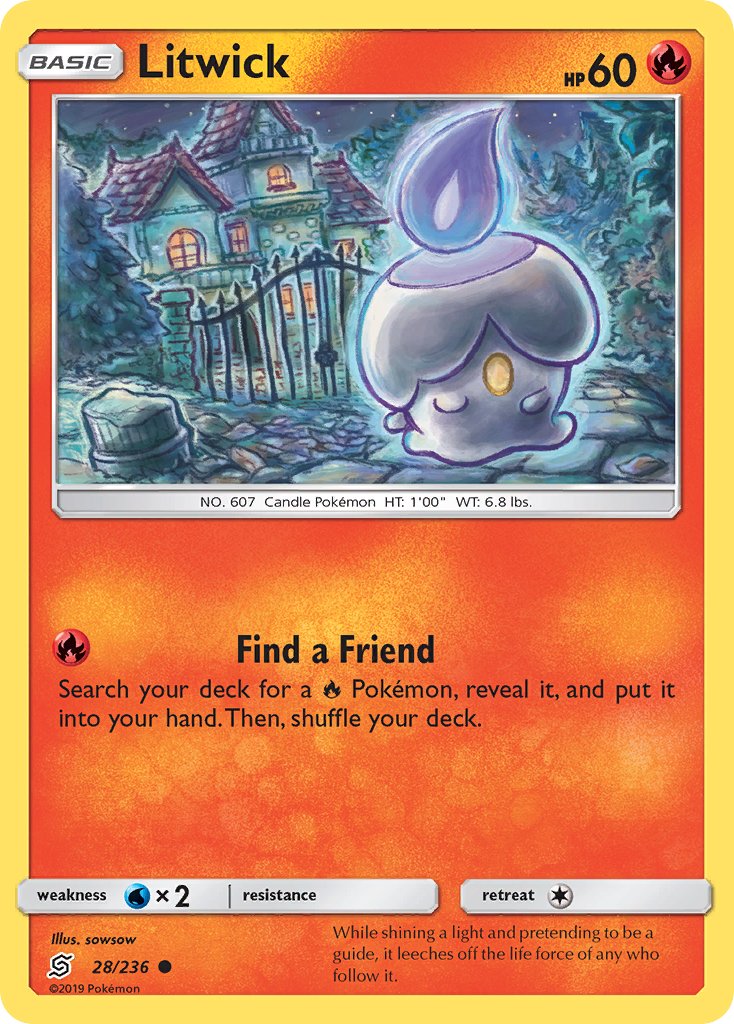 BASIC Litwick HP60
NO. 607 Candle Pokémon HT: 1'00" WT: 6.8 lbs.
Find a Friend
Search your deck for a Pokémon, reveal it, and put it
into your hand. Then, shuffle your deck.
weakness ×2 resistance retreat
Illus. sowsow
28/236
©2019 Pokémon
While shining a light and pretending to be a
guide, it leeches off the life force of any who
follow it.